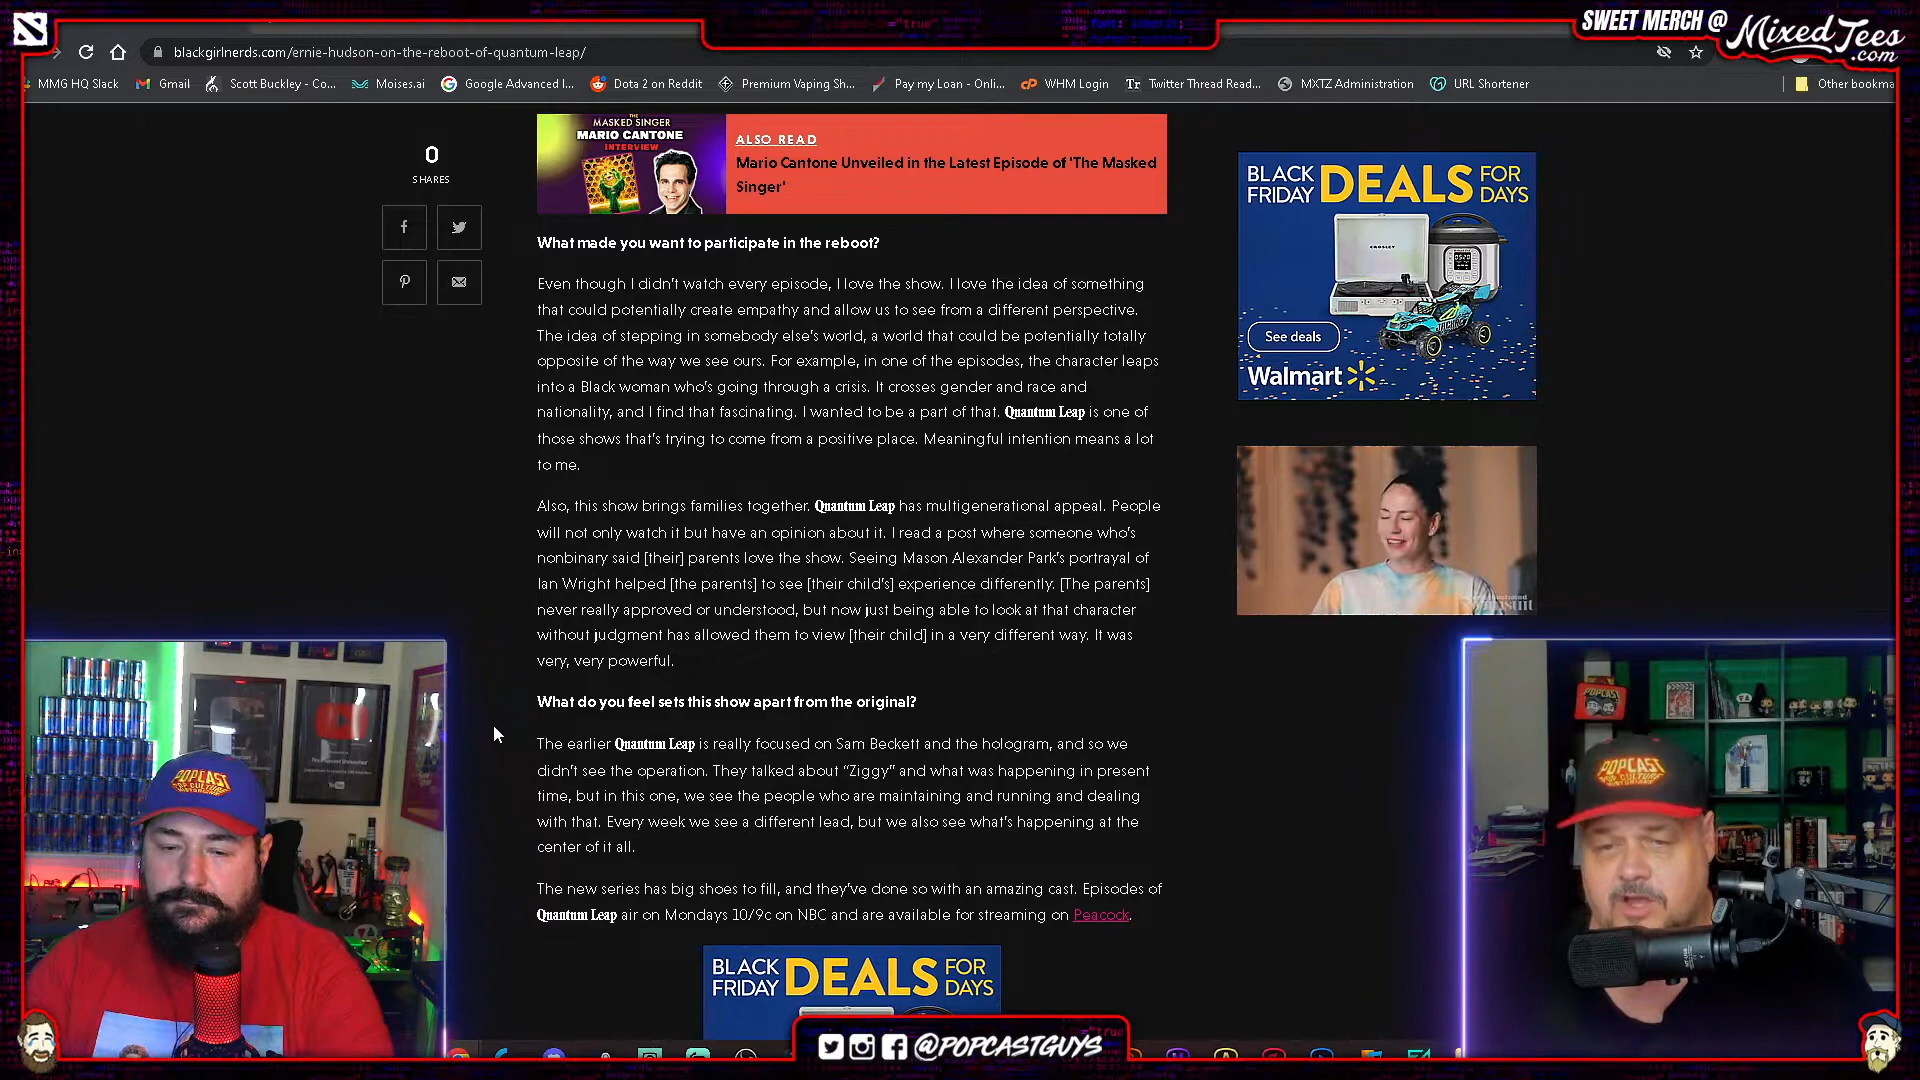 SWEET MERCH @
MixedTees
.com
blackgirlnerds.com/ernie-hudson-on-the-reboot-of-quantum-leap/
MMG HQ Slack
Gmail
Scott Buckley - Co...
Moises.ai
Google Advanced I...
Dota 2 on Reddit
Premium Vaping Sh...
Pay my Loan - Onli...
WHM Login
Twitter Thread Read...
MXTZ Administration
URL Shortener
Other bookma
0
SHARES
THE
MASKED SINGER
MARIO CANTONE
INTERVIEW
ALSO READ
Mario Cantone Unveiled in the Latest Episode of 'The Masked
Singer'
What made you want to participate in the reboot?
Even though I didn't watch every episode, I love the show. I love the idea of something
that could potentially create empathy and allow us to see from a different perspective.
The idea of stepping in somebody else's world, a world that could be potentially totally
opposite of the way we see ours. For example, in one of the episodes, the character leaps
into a Black woman who's going through a crisis. It crosses gender and race and
nationality, and I find that fascinating. I wanted to be a part of that. Quantum Leap is one of
those shows that's trying to come from a positive place. Meaningful intention means a lot
to me.
Also, this show brings families together. Quantum Leap has multigenerational appeal. People
will not only watch it but have an opinion about it. I read a post where someone who's
nonbinary said [their] parents love the show. Seeing Mason Alexander Park's portrayal of
Ian Wright helped [the parents] to see [their child's] experience differently. [The parents]
never really approved or understood, but now just being able to look at that character
without judgment has allowed them to view [their child] in a very different way. It was
very, very powerful.
What do you feel sets this show apart from the original?
The earlier Quantum Leap is really focused on Sam Beckett and the hologram, and so we
didn't see the operation. They talked about “Ziggy” and what was happening in present
time, but in this one, we see the people who are maintaining and running and dealing
with that. Every week we see a different lead, but we also see what's happening at the
center of it all.
The new series has big shoes to fill, and they've done so with an amazing cast. Episodes of
Quantum Leap air on Mondays 10/9c on NBC and are available for streaming on Peacock.
BLACK FRIDAY DEALS FOR DAYS
CROSLEY
See deals
Walmart
BLACK FRIDAY DEALS FOR DAYS
POPCAST
POPCAST
POP CULTURE
POPCAST
POP CULTURE
@POPCASTGUYS